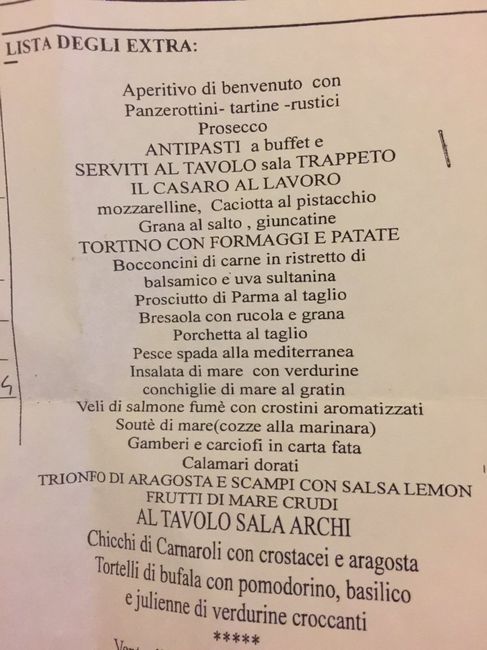 LISTA DEGLI EXTRA:
Aperitivo di benvenuto con
Panzerottini- tartine -rustici
Prosecco
ANTIPASTI a buffet e
SERVITI AL TAVOLO sala TRAPPETO
IL CASARO AL LAVORO
mozzarelline, Caciotta al pistacchio
Grana al salto , giuncatine
TORTINO CON FORMAGGI E PATATE
Bocconcini di carne in ristretto di
balsamico e uva sultanina
Prosciutto di Parma al taglio
Bresaola con rucola e grana
Porchetta al taglio
Pesce spada alla mediterranea
Insalata di mare con verdurine
conchiglie di mare al gratin
Veli di salmone fumè con crostini aromatizzati
Soutè di mare(cozze alla marinara)
Gamberi e carciofi in carta fata
Calamari dorati
TRIONFO DI ARAGOSTA E SCAMPI CON SALSA LEMON
FRUTTI DI MARE CRUDI
AL TAVOLO SALA ARCHI
Chicchi di Carnaroli con crostacei e aragosta
Tortelli di bufala con pomodorino, basilico
e julienne di verdurine croccanti
*****